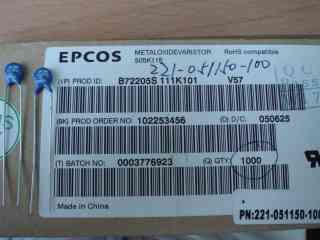 EPCOS
METALOXIDEVARISTOR RoHS compatible
S05K115
221-051150-100
(1P) PROD ID: B72205S 111K101 V57
(9K) PROD ORDER NO: 102253456 (D) D/C: 050625
(T) BATCH NO: 0003776923 (Q) QTY: 1000
Made in China
PN:221-051150-100